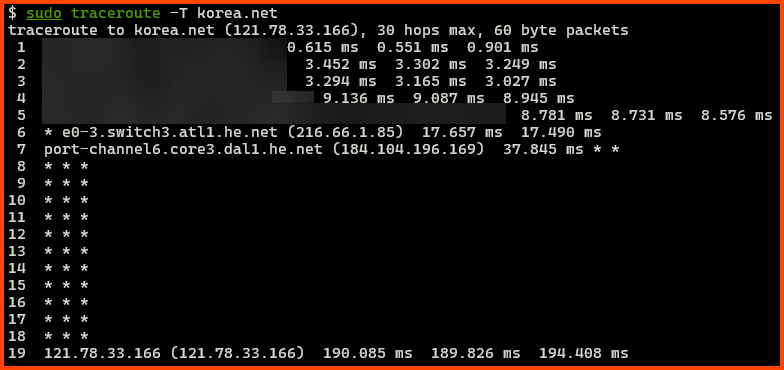 $ sudo traceroute -T korea.net
traceroute to korea.net (121.78.33.166), 30 hops max, 60 byte packets
1 0.615 ms 0.551 ms 0.901 ms
2 3.452 ms 3.302 ms 3.249 ms
3 3.294 ms 3.165 ms 3.027 ms
4 9.136 ms 9.087 ms 8.945 ms
5 8.781 ms 8.731 ms 8.576 ms
6 * e0-3.switch3.atl1.he.net (216.66.1.85) 17.657 ms 17.490 ms
7 port-channel6.core3.dal1.he.net (184.104.196.169) 37.845 ms * *
8 * * *
9 * * *
10 * * *
11 * * *
12 * * *
13 * * *
14 * * *
15 * * *
16 * * *
17 * * *
18 * * *
19 121.78.33.166 (121.78.33.166) 190.085 ms 189.826 ms 194.408 ms